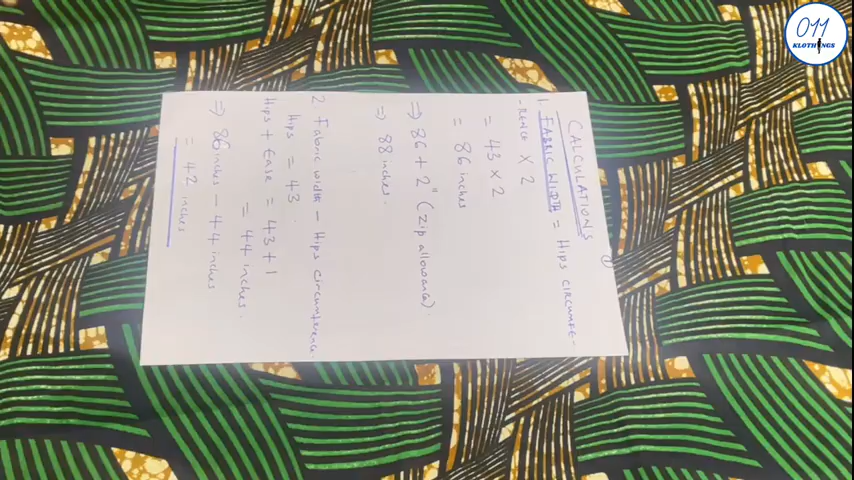 CALCULATIONS
①
1. FABRIC WIDTH = HIPS CIRCUMFE-
-RENCE X 2
= 43 x 2
= 86 inches
⇒ 86 + 2" (zip allowance)
⇒ 88 inches.
2 Fabric width - Hips circumference.
Hips = 43.
Hips + Ease = 43 + 1
= 44 inches.
⇒ 86 inches - 44 inches
= 42 inches
011
KLOTHINGS